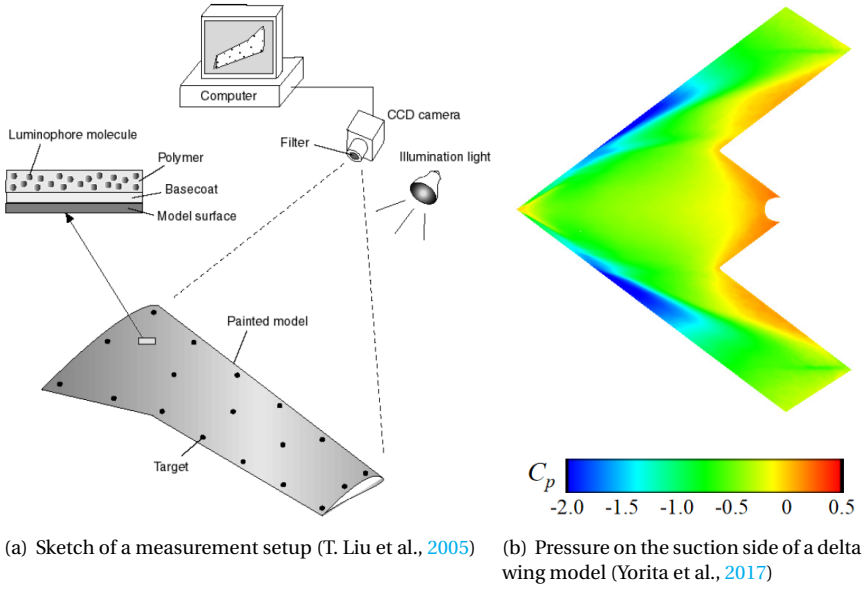 Computer
CCD camera
Luminophore molecule
Filter
Illumination light
Polymer
Basecoat
Model surface
Painted model
Target
C_p
-2.0 -1.5 -1.0 -0.5 0 0.5
(a) Sketch of a measurement setup (T. Liu et al., 2005)
(b) Pressure on the suction side of a delta
wing model (Yorita et al., 2017)